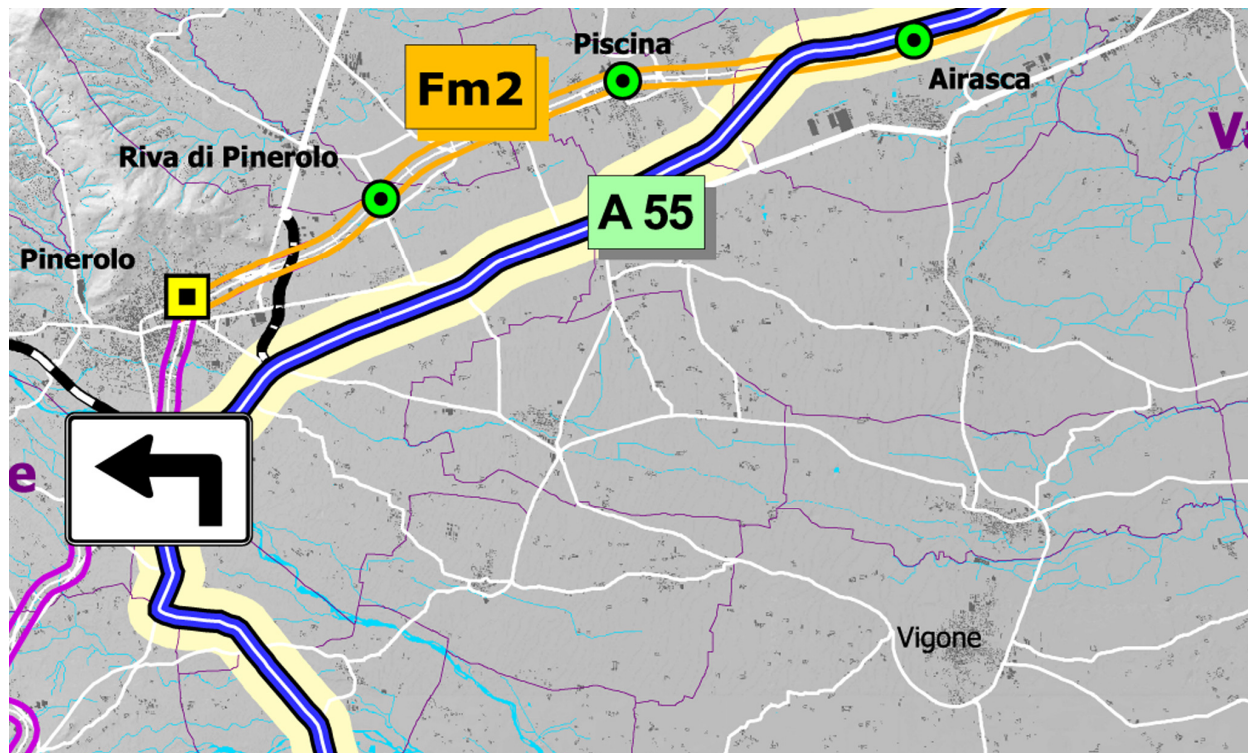 Piscina
Fm2
Airasca
Riva di Pinerolo
A 55
Pinerolo
Vigone